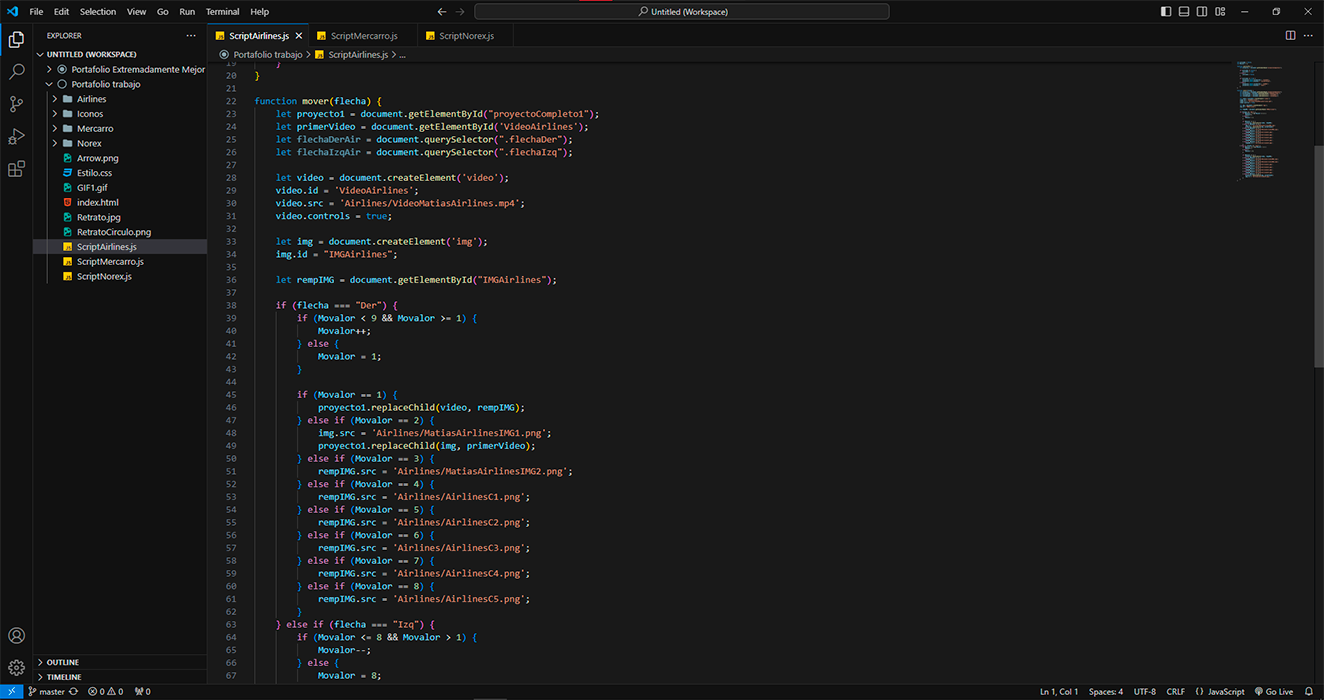 File Edit Selection View Go Run Terminal Help
Untitled (Workspace)
EXPLORER
UNTITLED (WORKSPACE)
Portafolio Extremadamente Mejor
Portafolio trabajo
Airlines
Iconos
Mercarro
Norex
Arrow.png
Estilo.css
GIF1.gif
index.html
Retrato.jpg
RetratoCirculo.png
ScriptAirlines.js
ScriptMercarro.js
ScriptNorex.js
OUTLINE
TIMELINE
ScriptAirlines.js ScriptMercarro.js ScriptNorex.js
Portafolio trabajo > ScriptAirlines.js > ...
19 }
20 }
21
22 function mover(flecha) {
23 let proyecto1 = document.getElementById("proyectoCompleto1");
24 let primerVideo = document.getElementById('VideoAirlines');
25 let flechaDerAir = document.querySelector(".flechaDer");
26 let flechaIzqAir = document.querySelector(".flechaIzq");
27
28 let video = document.createElement('video');
29 video.id = 'VideoAirlines';
30 video.src = 'Airlines/VideoMatiasAirlines.mp4';
31 video.controls = true;
32
33 let img = document.createElement('img');
34 img.id = "IMGAirlines";
35
36 let rempIMG = document.getElementById("IMGAirlines");
37
38 if (flecha === "Der") {
39 if (Movalor < 9 && Movalor >= 1) {
40 Movalor++;
41 } else {
42 Movalor = 1;
43 }
44
45 if (Movalor == 1) {
46 proyecto1.replaceChild(video, rempIMG);
47 } else if (Movalor == 2) {
48 img.src = 'Airlines/MatiasAirlinesIMG1.png';
49 proyecto1.replaceChild(img, primerVideo);
50 } else if (Movalor == 3) {
51 rempIMG.src = 'Airlines/MatiasAirlinesIMG2.png';
52 } else if (Movalor == 4) {
53 rempIMG.src = 'Airlines/AirlinesC1.png';
54 } else if (Movalor == 5) {
55 rempIMG.src = 'Airlines/AirlinesC2.png';
56 } else if (Movalor == 6) {
57 rempIMG.src = 'Airlines/AirlinesC3.png';
58 } else if (Movalor == 7) {
59 rempIMG.src = 'Airlines/AirlinesC4.png';
60 } else if (Movalor == 8) {
61 rempIMG.src = 'Airlines/AirlinesC5.png';
62 }
63 } else if (flecha === "Izq") {
64 if (Movalor <= 8 && Movalor > 1) {
65 Movalor--;
66 } else {
67 Movalor = 8;
master 0 0 0 Ln 1, Col 1 Spaces: 4 UTF-8 CRLF {} JavaScript Go Live